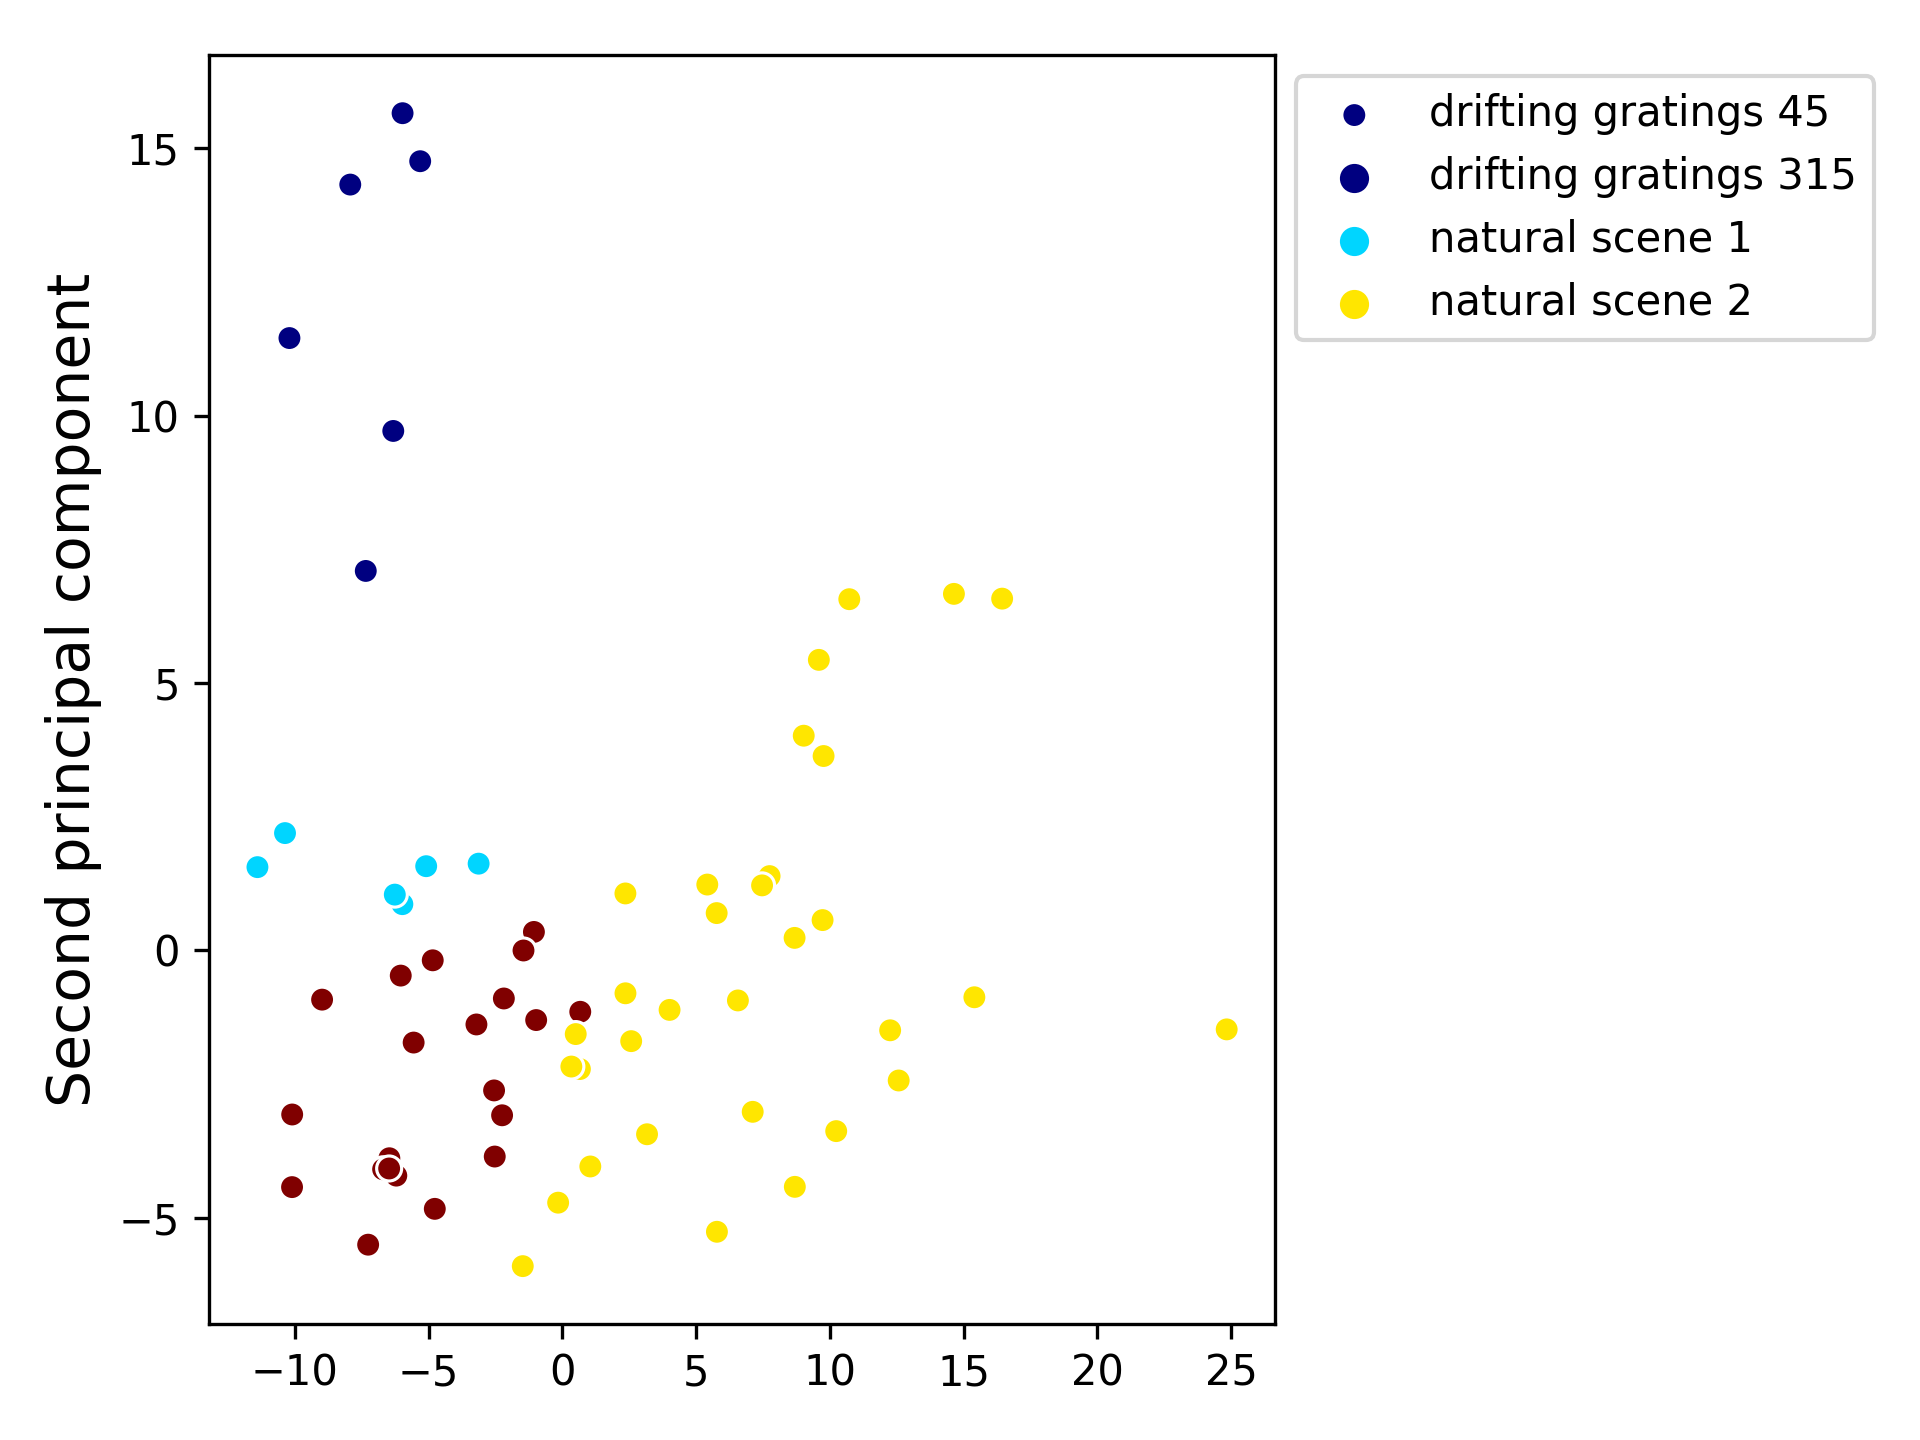 drifting gratings 45
drifting gratings 315
natural scene 1
natural scene 2
Second principal component
15
10
5
0
−5
−10 −5 0 5 10 15 20 25